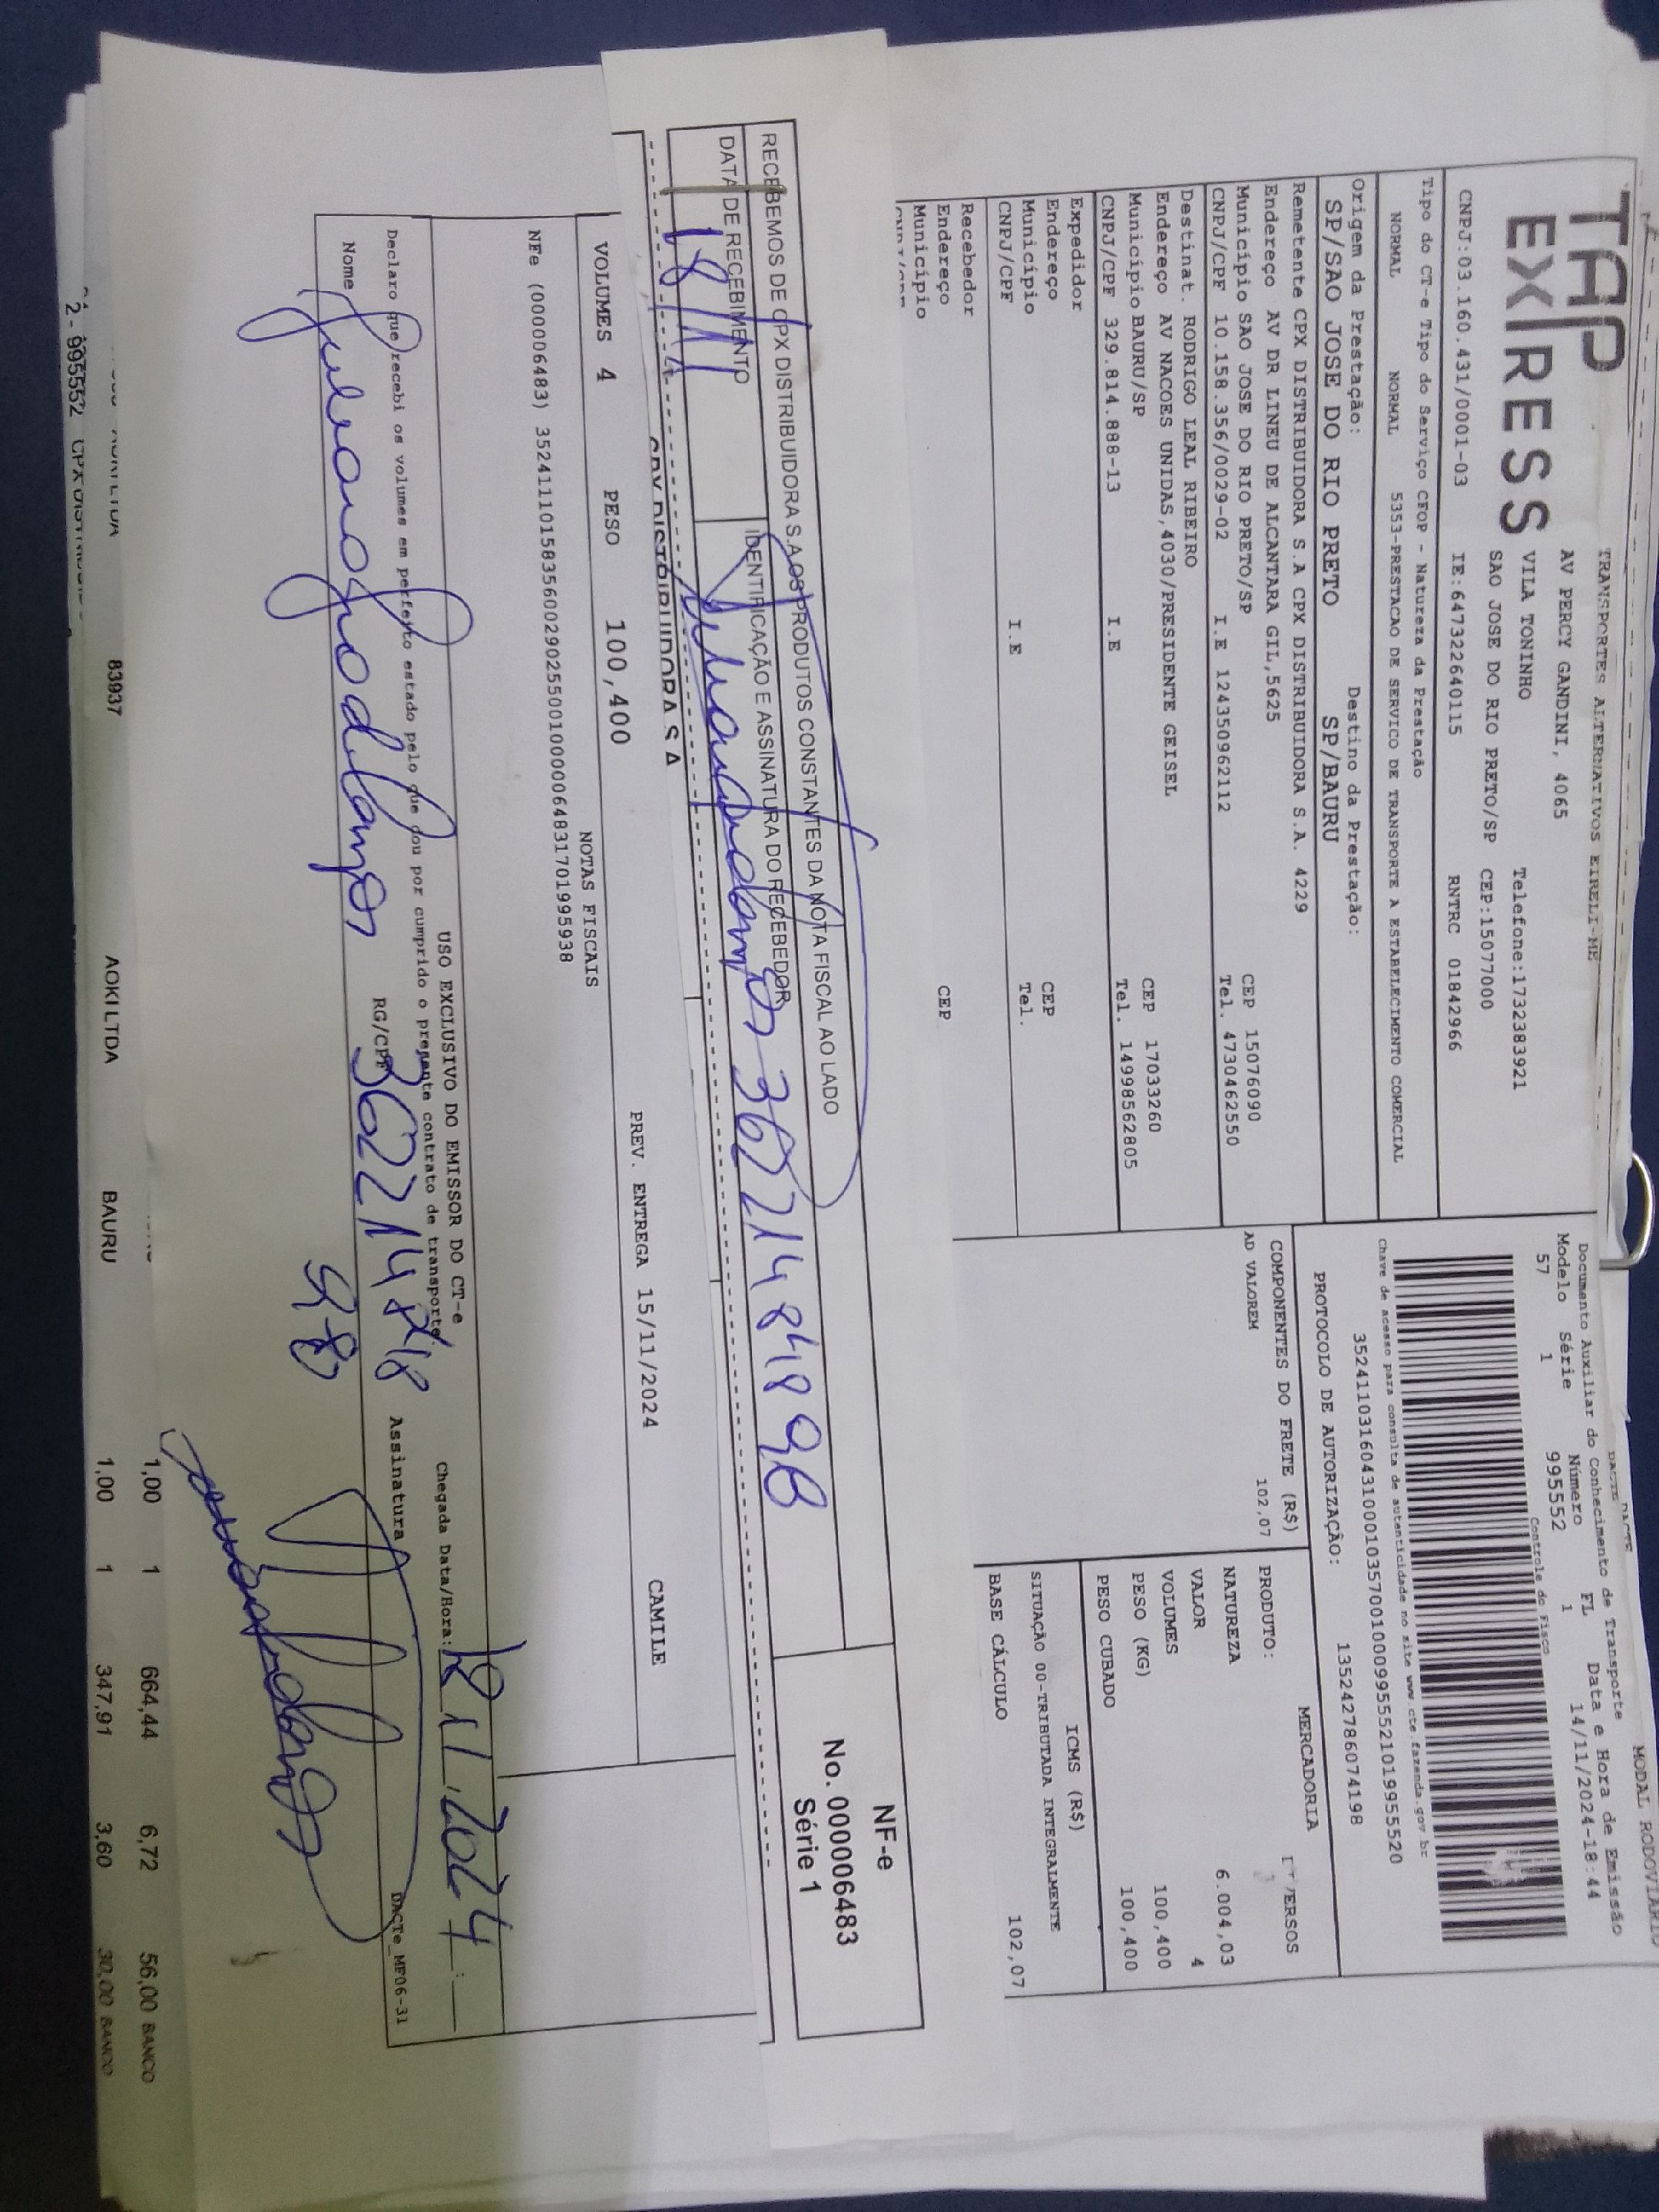 TAP
EXPRESS
TRANSPORTES ALTERNATIVOS EIRELI-ME
AV PERCY GANDINI, 4065
VILA TONINHO
SAO JOSE DO RIO PRETO/SP
Telefone:1732383921
CEP:15077000
CNPJ:03.160.431/0001-03
IE:647322640115
RNTRC 01842966
Tipo do CT-e Tipo do Serviço CFOP - Natureza da Prestação
NORMAL NORMAL 5353-PRESTACAO DE SERVICO DE TRANSPORTE A ESTABELECIMENTO COMERCIAL
Origem da Prestação: Destino da Prestação:
SP/SAO JOSE DO RIO PRETO SP/BAURU
Remetente CPX DISTRIBUIDORA S.A CPX DISTRIBUIDORA S.A. 4229
Endereço AV DR LINEU DE ALCANTARA GIL,5625
Município SAO JOSE DO RIO PRETO/SP CEP 15076090
CNPJ/CPF 10.158.356/0029-02 I.E 124350962112 Tel. 4730462550
Destinat. RODRIGO LEAL RIBEIRO
Endereço AV NACOES UNIDAS,4030/PRESIDENTE GEISEL
Município BAURU/SP CEP 17033260
CNPJ/CPF 329.814.888-13 I.E Tel. 14998562805
Expedidor
Endereço
Município CEP
CNPJ/CPF I.E Tel.
Recebedor
Endereço
Município CEP
MODAL RODOVIARIO
DACTE
Documento Auxiliar do Conhecimento de Transporte
Modelo Série Número FL Data e Hora de Emissão
57 1 995552 1 14/11/2024-18:44
Controle do Fisco
Chave de acesso para consulta de autenticidade no site www.cte.fazenda.gov.br
35241103160431000103570010009955521019955520
PROTOCOLO DE AUTORIZAÇÃO: 135242786074198
COMPONENTES DO FRETE (R$)
AD VALOREM 102,07
MERCADORIA
PRODUTO:
NATUREZA
VALOR 6.004,03
VOLUMES 4
PESO (KG) 100,400
PESO CUBADO 100,400
ICMS (R$)
SITUAÇÃO 00-TRIBUTADA INTEGRALMENTE
BASE CÁLCULO 102,07
RECEBEMOS DE CPX DISTRIBUIDORA S.A OS PRODUTOS CONSTANTES DA NOTA FISCAL AO LADO
DATA DE RECEBIMENTO
IDENTIFICAÇÃO E ASSINATURA DO RECEBEDOR
18/11
NF-e
No. 000006483
Série 1
CPX DISTRIBUIDORA S A
VOLUMES 4 PESO 100,400 PREV. ENTREGA 15/11/2024 CAMILE
NOTAS FISCAIS
NFe (000006483) 35241110158356002902550010000064831701995938
USO EXCLUSIVO DO EMISSOR DO CT-e
Declaro que recebi os volumes em perfeito estado pelo que dou por cumprido o presente contrato de transporte
Chegada Data/Hora:
Nome
RG/CPF
Assinatura
DACTe_MF06-31
1,00 1 664,44 6,72 56,00 BANCO
83937 AOKI LTDA BAURU 1,00 1 347,91 3,60 30,00 BANCO